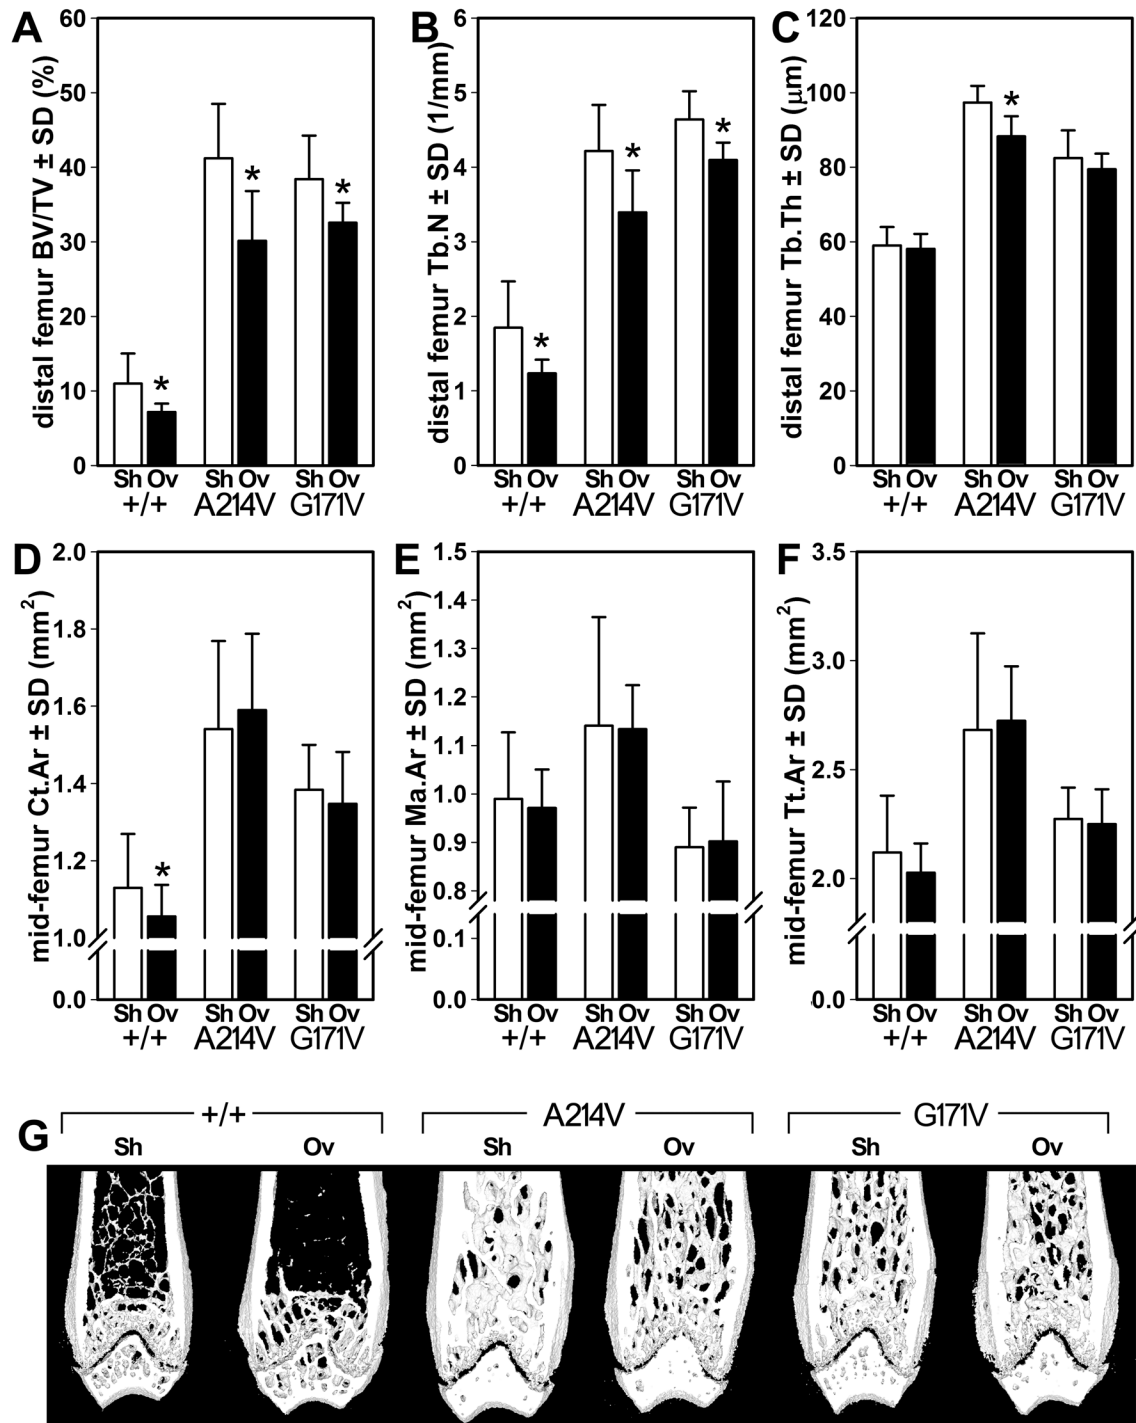 A
distal femur BV/TV ± SD (%)
60
50
40
30
20
10
0
*
*
*
Sh Ov Sh Ov Sh Ov
+/+ A214V G171V
B
distal femur Tb.N ± SD (1/mm)
6
5
4
3
2
1
0
*
*
*
Sh Ov Sh Ov Sh Ov
+/+ A214V G171V
C
distal femur Tb.Th ± SD (μm)
120
100
80
60
40
20
0
*
Sh Ov Sh Ov Sh Ov
+/+ A214V G171V
D
mid-femur Ct.Ar ± SD (mm²)
2.0
1.8
1.6
1.4
1.2
1.0
0.0
*
Sh Ov Sh Ov Sh Ov
+/+ A214V G171V
E
mid-femur Ma.Ar ± SD (mm²)
1.5
1.4
1.3
1.2
1.1
1.0
0.9
0.8
0.1
0.0
Sh Ov Sh Ov Sh Ov
+/+ A214V G171V
F
mid-femur Tt.Ar ± SD (mm²)
3.5
3.0
2.5
2.0
0.0
Sh Ov Sh Ov Sh Ov
+/+ A214V G171V
G
+/+ A214V G171V
Sh Ov Sh Ov Sh Ov